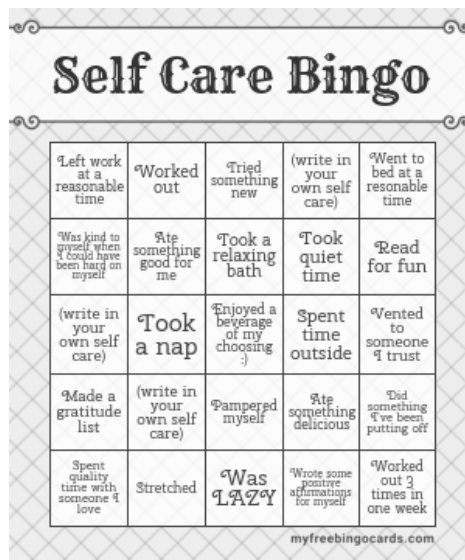 Self Care Bingo
Left work
at a
reasonable
time
Worked
out
Tried
something
new
(write in
your
own self
care)
Went to
bed at a
resonable
time
Was kind to
myself when
I could have
been hard on
myself
Ate
something
good for
me
Took a
relaxing
bath
Took
quiet
time
Read
for fun
(write in
your
own self
care)
Took
a nap
Enjoyed a
beverage
of my
choosing
:)
Spent
time
outside
Vented
to
someone
I trust
Made a
gratitude
list
(write in
your
own self
care)
Pampered
myself
Ate
something
delicious
Did
something
I've been
putting off
Spent
quality
time with
someone I
love
Stretched
Was
LAZY
Wrote some
positive
affirmations
for myself
Worked
out 3
times in
one week
myfreebingocards.com